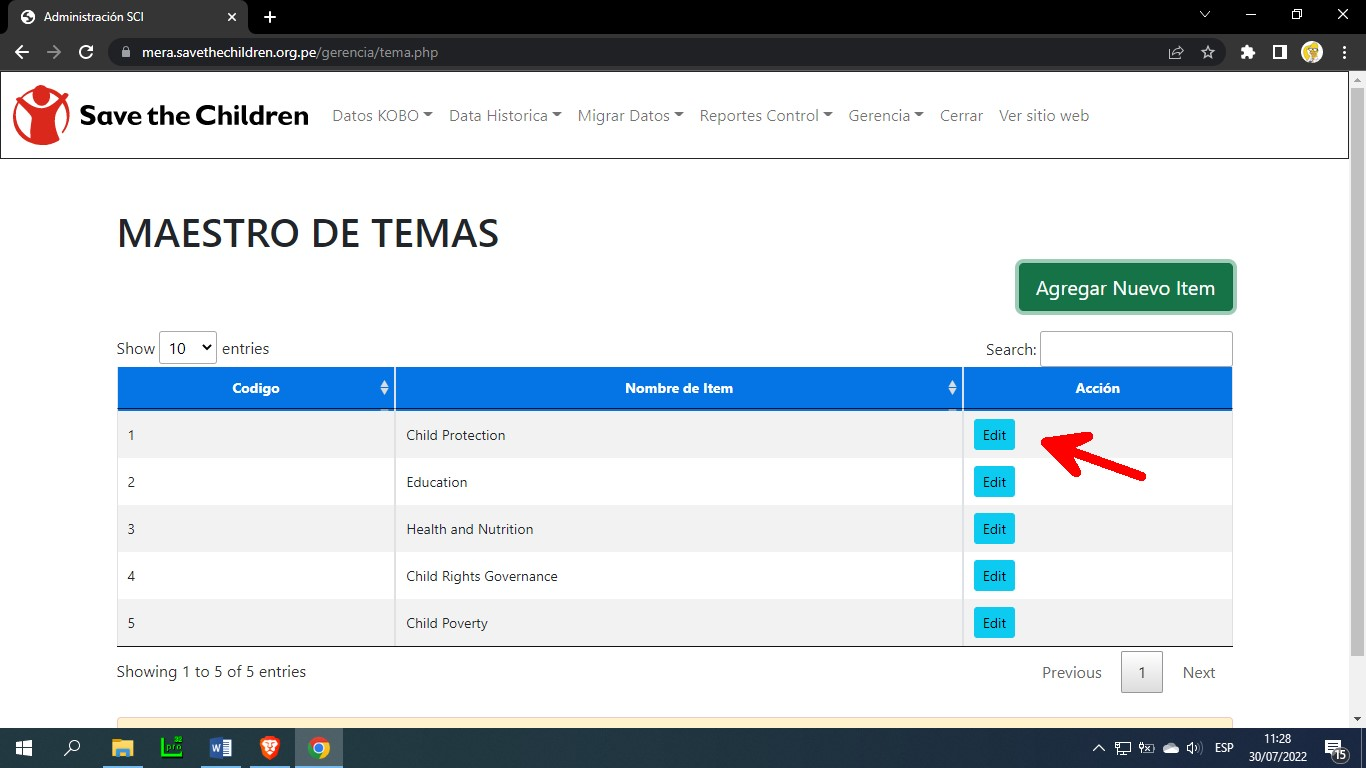 Administración SCI
mera.savethechildren.org.pe/gerencia/tema.php
Save the Children Datos KOBO Data Historica Migrar Datos Reportes Control Gerencia Cerrar Ver sitio web
MAESTRO DE TEMAS
Agregar Nuevo Item
Show 10 entries Search:
Codigo Nombre de Item Acción
1 Child Protection Edit
2 Education Edit
3 Health and Nutrition Edit
4 Child Rights Governance Edit
5 Child Poverty Edit
Showing 1 to 5 of 5 entries Previous 1 Next
32
pro
W
ESP
11:28
30/07/2022
15